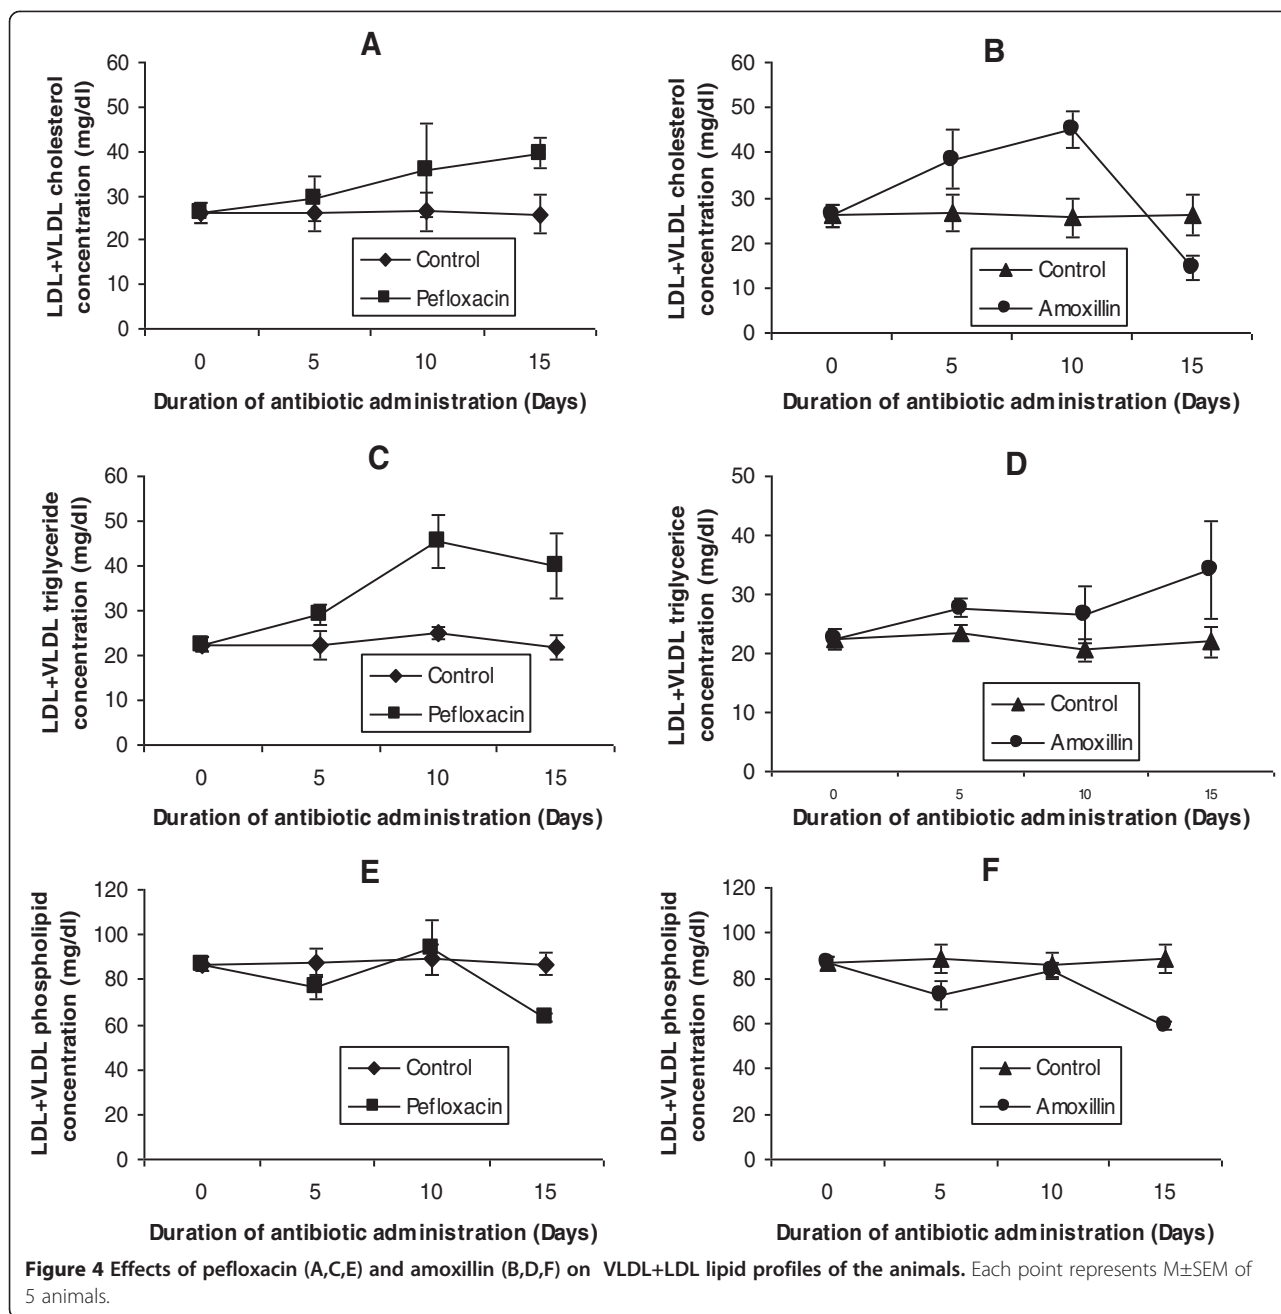 A
LDL+VLDL cholesterol
concentration (mg/dl)
60
50
40
30
20
10
0
Control
Pefloxacin
0 5 10 15
Duration of antibiotic administration (Days)
B
LDL+VLDL cholesterol
concentration (mg/dl)
60
50
40
30
20
10
0
Control
Amoxillin
0 5 10 15
Duration of antibiotic administration (Days)
C
LDL+VLDL triglyceride
concentration (mg/dl)
60
50
40
30
20
10
0
Control
Pefloxacin
0 5 10 15
Duration of antibiotic administration (Days)
D
LDL+VLDL triglycerice
concentration (mg/dl)
50
40
30
20
10
0
Control
Amoxillin
0 5 10 15
Duration of antibiotic administration (Days)
E
LDL+VLDL phospholipid
concentration (mg/dl)
120
100
80
60
40
20
0
Control
Pefloxacin
0 5 10 15
Duration of antibiotic administration (Days)
F
LDL+VLDL phospholipid
concentration (mg/dl)
120
100
80
60
40
20
0
Control
Amoxillin
0 5 10 15
Duration of antibiotic administration (Days)
Figure 4 Effects of pefloxacin (A,C,E) and amoxillin (B,D,F) on VLDL+LDL lipid profiles of the animals. Each point represents M±SEM of
5 animals.